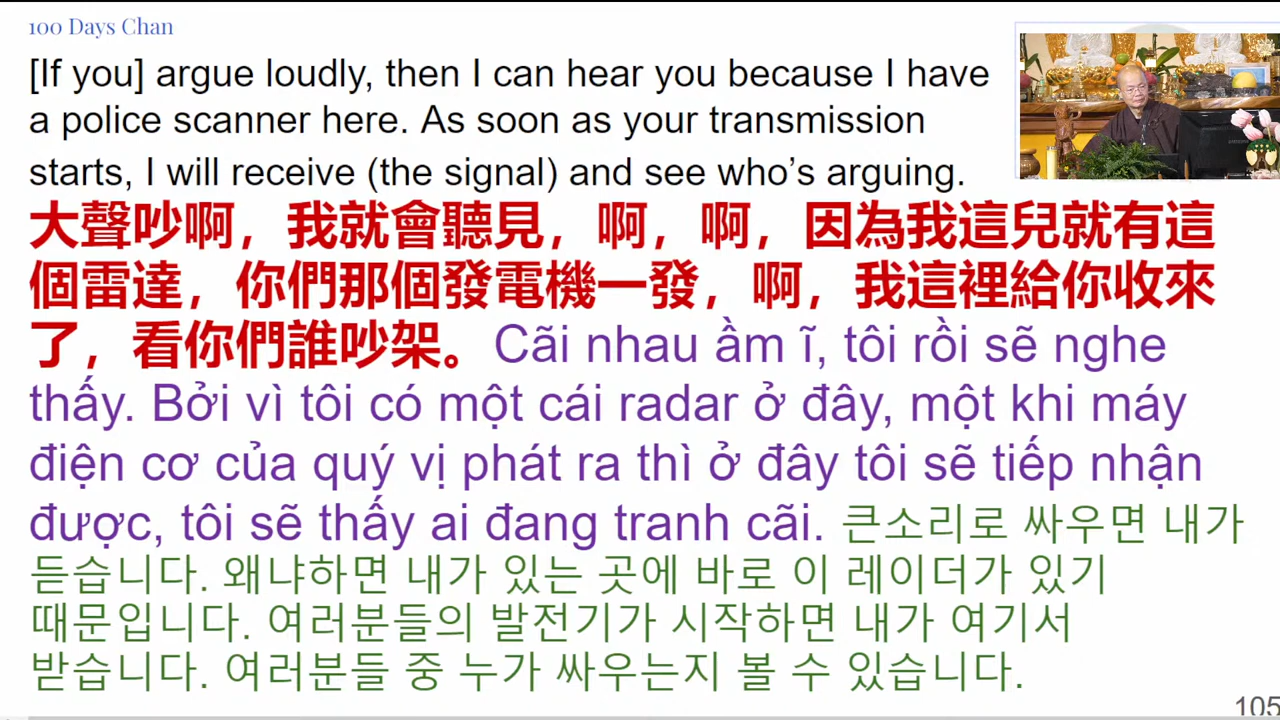 100 Days Chan
[If you] argue loudly, then I can hear you because I have
a police scanner here. As soon as your transmission
starts, I will receive (the signal) and see who’s arguing.
大聲吵啊，我就會聽見，啊，啊，因為我這兒就有這
個雷達，你們那個發電機一發，啊，我這裡給你收來
了，看你們誰吵架。Cãi nhau ầm ĩ, tôi rồi sẽ nghe
thấy. Bởi vì tôi có một cái radar ở đây, một khi máy
điện cơ của quý vị phát ra thì ở đây tôi sẽ tiếp nhận
được, tôi sẽ thấy ai đang tranh cãi. 큰소리로 싸우면 내가
듣습니다. 왜냐하면 내가 있는 곳에 바로 이 레이더가 있기
때문입니다. 여러분들의 발전기가 시작하면 내가 여기서
받습니다. 여러분들 중 누가 싸우는지 볼 수 있습니다.
105